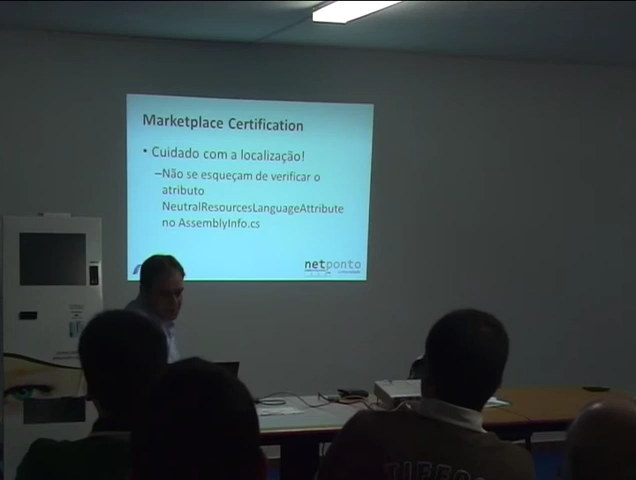 Marketplace Certification
• Cuidado com a localização!
–Não se esqueçam de verificar o
atributo
NeutralResourcesLanguageAttribute
no AssemblyInfo.cs
netponto